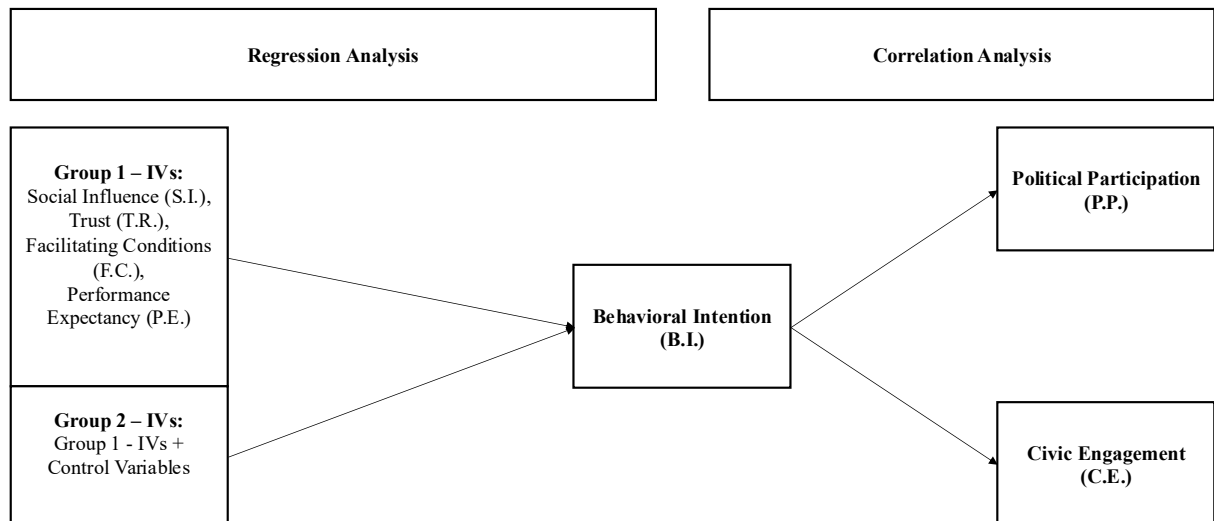 Regression Analysis
Correlation Analysis
Group 1 – IVs:
Social Influence (S.I.),
Trust (T.R.),
Facilitating Conditions
(F.C.),
Performance
Expectancy (P.E.)
Group 2 – IVs:
Group 1 - IVs +
Control Variables
Behavioral Intention
(B.I.)
Political Participation
(P.P.)
Civic Engagement
(C.E.)